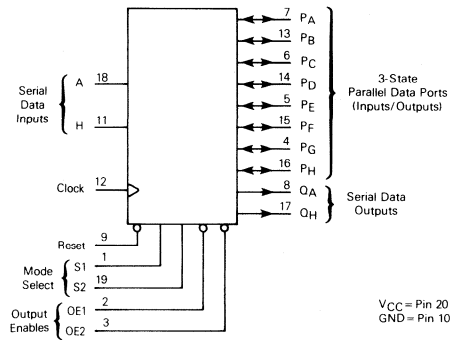 Serial Data Inputs
A 18
H 11
Clock 12
Reset 9
Mode Select
S1 1
S2 19
Output Enables
OE1 2
OE2 3
7 PA
13 PB
6 PC
14 PD
5 PE
15 PF
4 PG
16 PH
3-State
Parallel Data Ports
(Inputs/Outputs)
8 QA
17 QH
Serial Data
Outputs
VCC = Pin 20
GND = Pin 10